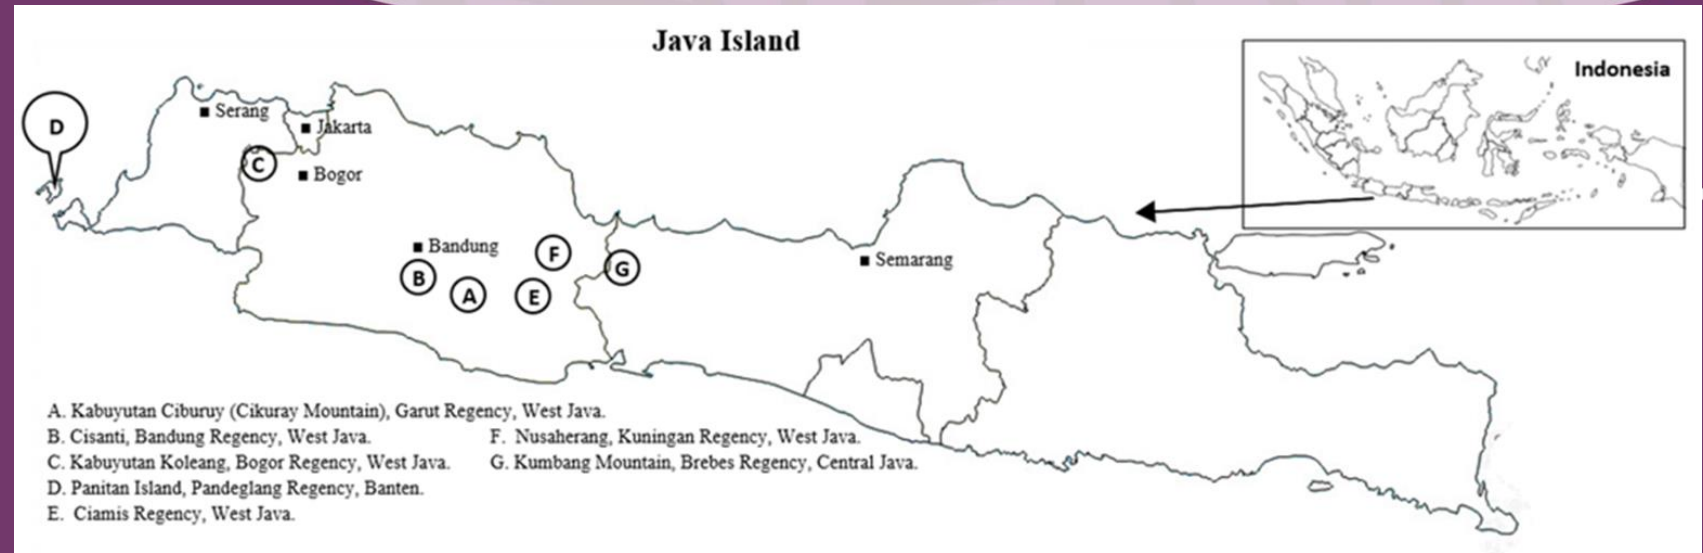 Java Island
Indonesia
D
Serang
Jakarta
C
Bogor
Bandung
F
B
A
E
G
Semarang
A. Kabuyutan Ciburuy (Cikuray Mountain), Garut Regency, West Java.
B. Cisanti, Bandung Regency, West Java.
C. Kabuyutan Koleang, Bogor Regency, West Java.
D. Panitan Island, Pandeglang Regency, Banten.
E. Ciamis Regency, West Java.
F. Nusaherang, Kuningan Regency, West Java.
G. Kumbang Mountain, Brebes Regency, Central Java.